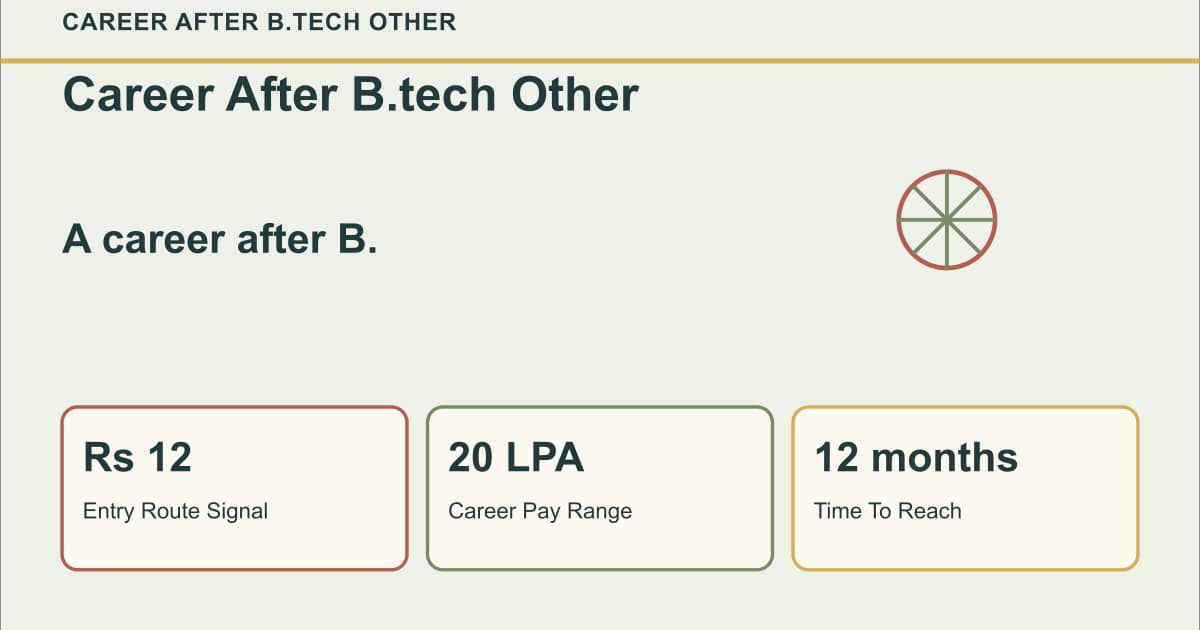 CAREER AFTER B.TECH OTHER
Career After B.tech Other
A career after B.
Rs 12
Entry Route Signal
20 LPA
Career Pay Range
12 months
Time To Reach